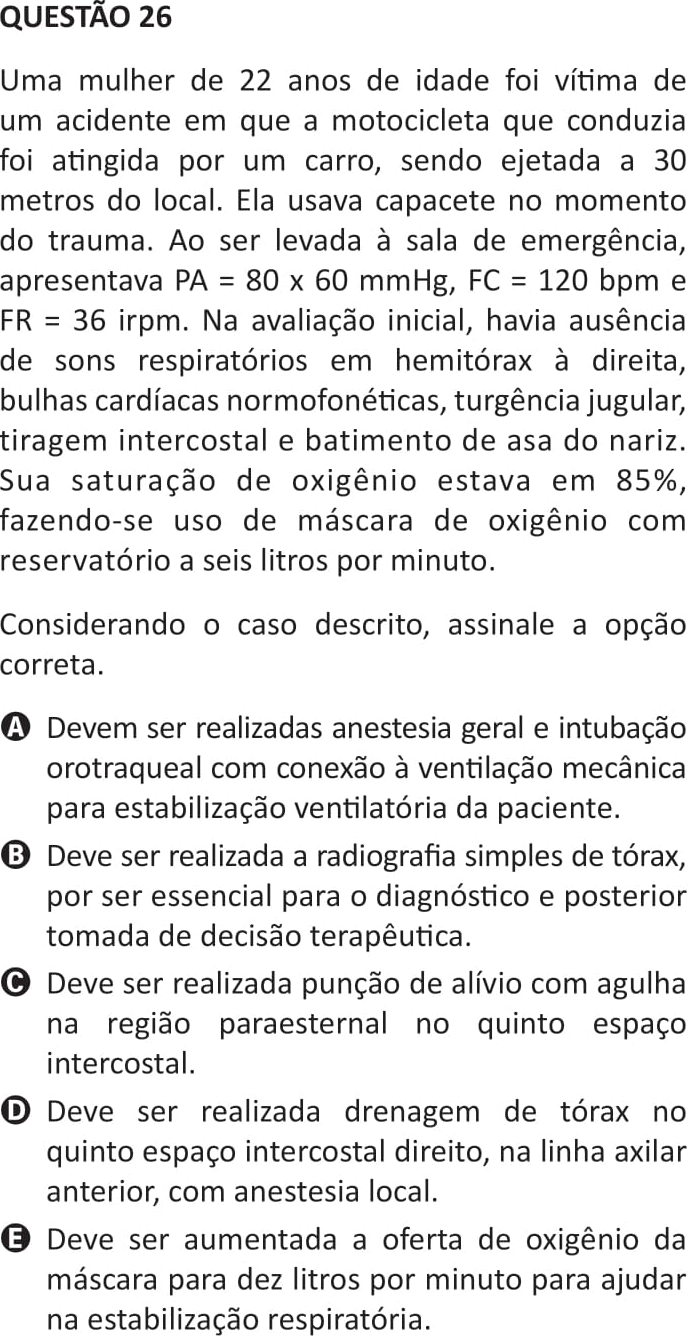 QUESTÃO 26
Uma mulher de 22 anos de idade foi vítima de
um acidente em que a motocicleta que conduzia
foi atingida por um carro, sendo ejetada a 30
metros do local. Ela usava capacete no momento
do trauma. Ao ser levada à sala de emergência,
apresentava PA = 80 x 60 mmHg, FC = 120 bpm e
FR = 36 irpm. Na avaliação inicial, havia ausência
de sons respiratórios em hemitórax à direita,
bulhas cardíacas normofonéticas, turgência jugular,
tiragem intercostal e batimento de asa do nariz.
Sua saturação de oxigênio estava em 85%,
fazendo-se uso de máscara de oxigênio com
reservatório a seis litros por minuto.
Considerando o caso descrito, assinale a opção
correta.
A Devem ser realizadas anestesia geral e intubação
orotraqueal com conexão à ventilação mecânica
para estabilização ventilatória da paciente.
B Deve ser realizada a radiografia simples de tórax,
por ser essencial para o diagnóstico e posterior
tomada de decisão terapêutica.
C Deve ser realizada punção de alívio com agulha
na região paraesternal no quinto espaço
intercostal.
D Deve ser realizada drenagem de tórax no
quinto espaço intercostal direito, na linha axilar
anterior, com anestesia local.
E Deve ser aumentada a oferta de oxigênio da
máscara para dez litros por minuto para ajudar
na estabilização respiratória.